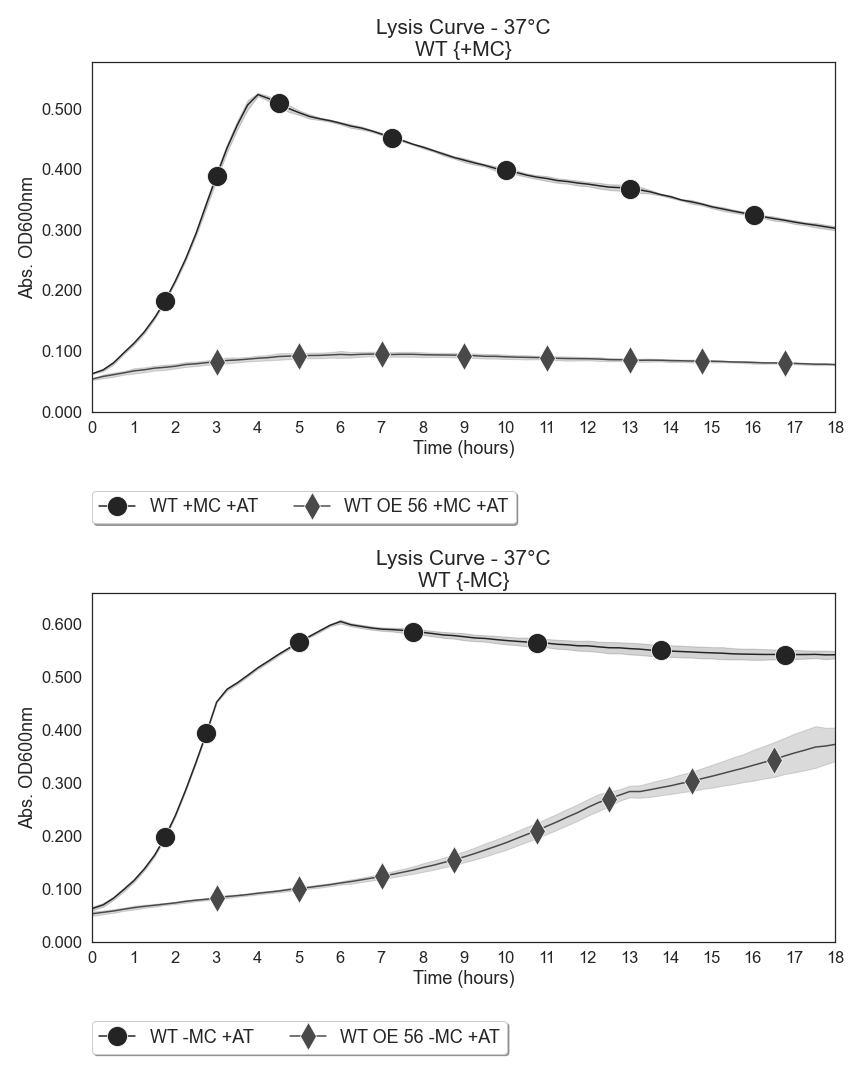 Lysis Curve - 37°C
WT {+MC}
Abs. OD600nm
0.500
0.400
0.300
0.200
0.100
0.000
0 1 2 3 4 5 6 7 8 9 10 11 12 13 14 15 16 17 18
Time (hours)
WT +MC +AT WT OE 56 +MC +AT
Lysis Curve - 37°C
WT {-MC}
Abs. OD600nm
0.600
0.500
0.400
0.300
0.200
0.100
0.000
0 1 2 3 4 5 6 7 8 9 10 11 12 13 14 15 16 17 18
Time (hours)
WT -MC +AT WT OE 56 -MC +AT